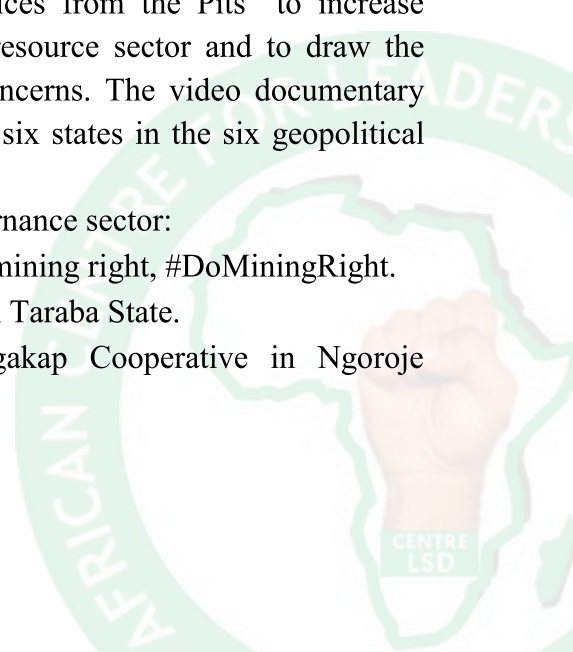 ices from the Pits" to increase
resource sector and to draw the
ncerns. The video documentary
six states in the six geopolitical
rnance sector:
mining right, #DoMiningRight.
Taraba State.
gakap Cooperative in Ngoroje
AFRICAN CENTRE FOR LEADERS
CENTRE
LSD